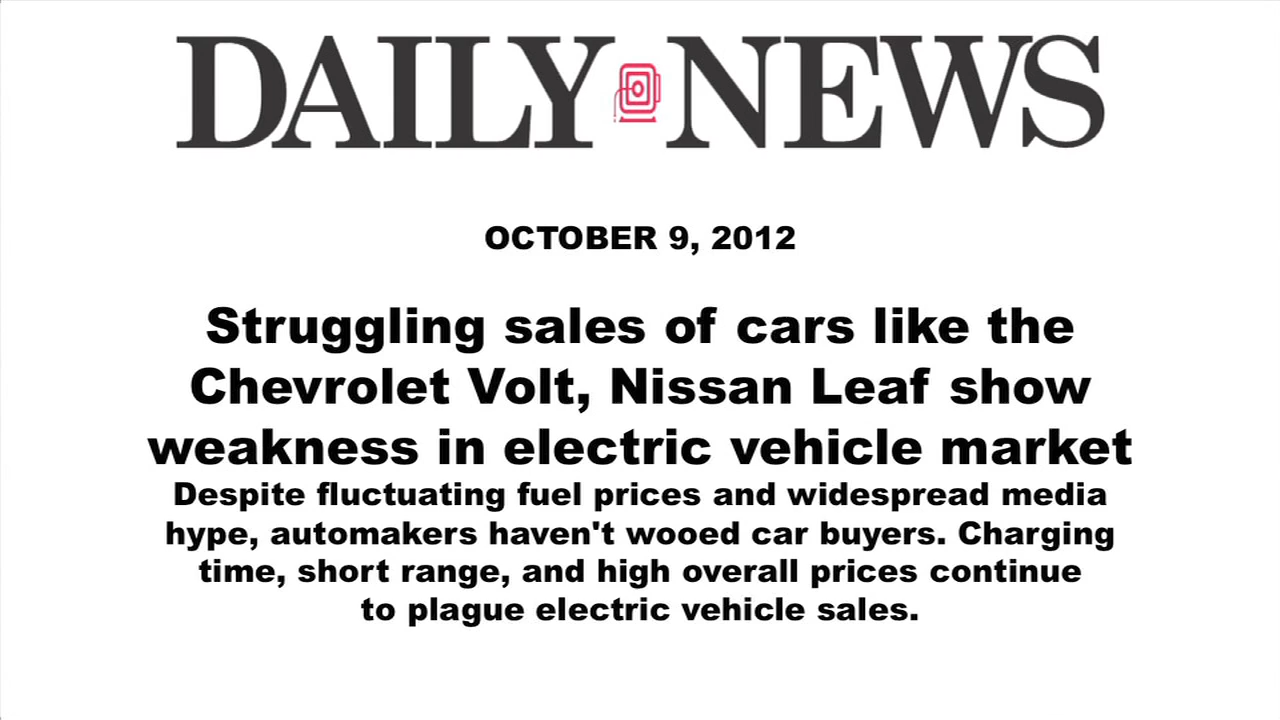 DAILY NEWS
OCTOBER 9, 2012
Struggling sales of cars like the
Chevrolet Volt, Nissan Leaf show
weakness in electric vehicle market
Despite fluctuating fuel prices and widespread media
hype, automakers haven't wooed car buyers. Charging
time, short range, and high overall prices continue
to plague electric vehicle sales.